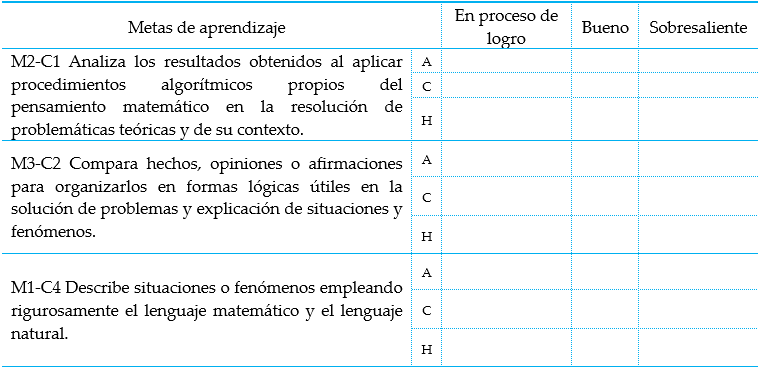 Metas de aprendizaje
En proceso de
logro
Bueno
Sobresaliente
M2-C1 Analiza los resultados obtenidos al aplicar
procedimientos algorítmicos propios del
pensamiento matemático en la resolución de
problemáticas teóricas y de su contexto.
A
C
H
M3-C2 Compara hechos, opiniones o afirmaciones
para organizarlos en formas lógicas útiles en la
solución de problemas y explicación de situaciones y
fenómenos.
A
C
H
M1-C4 Describe situaciones o fenómenos empleando
rigurosamente el lenguaje matemático y el lenguaje
natural.
A
C
H